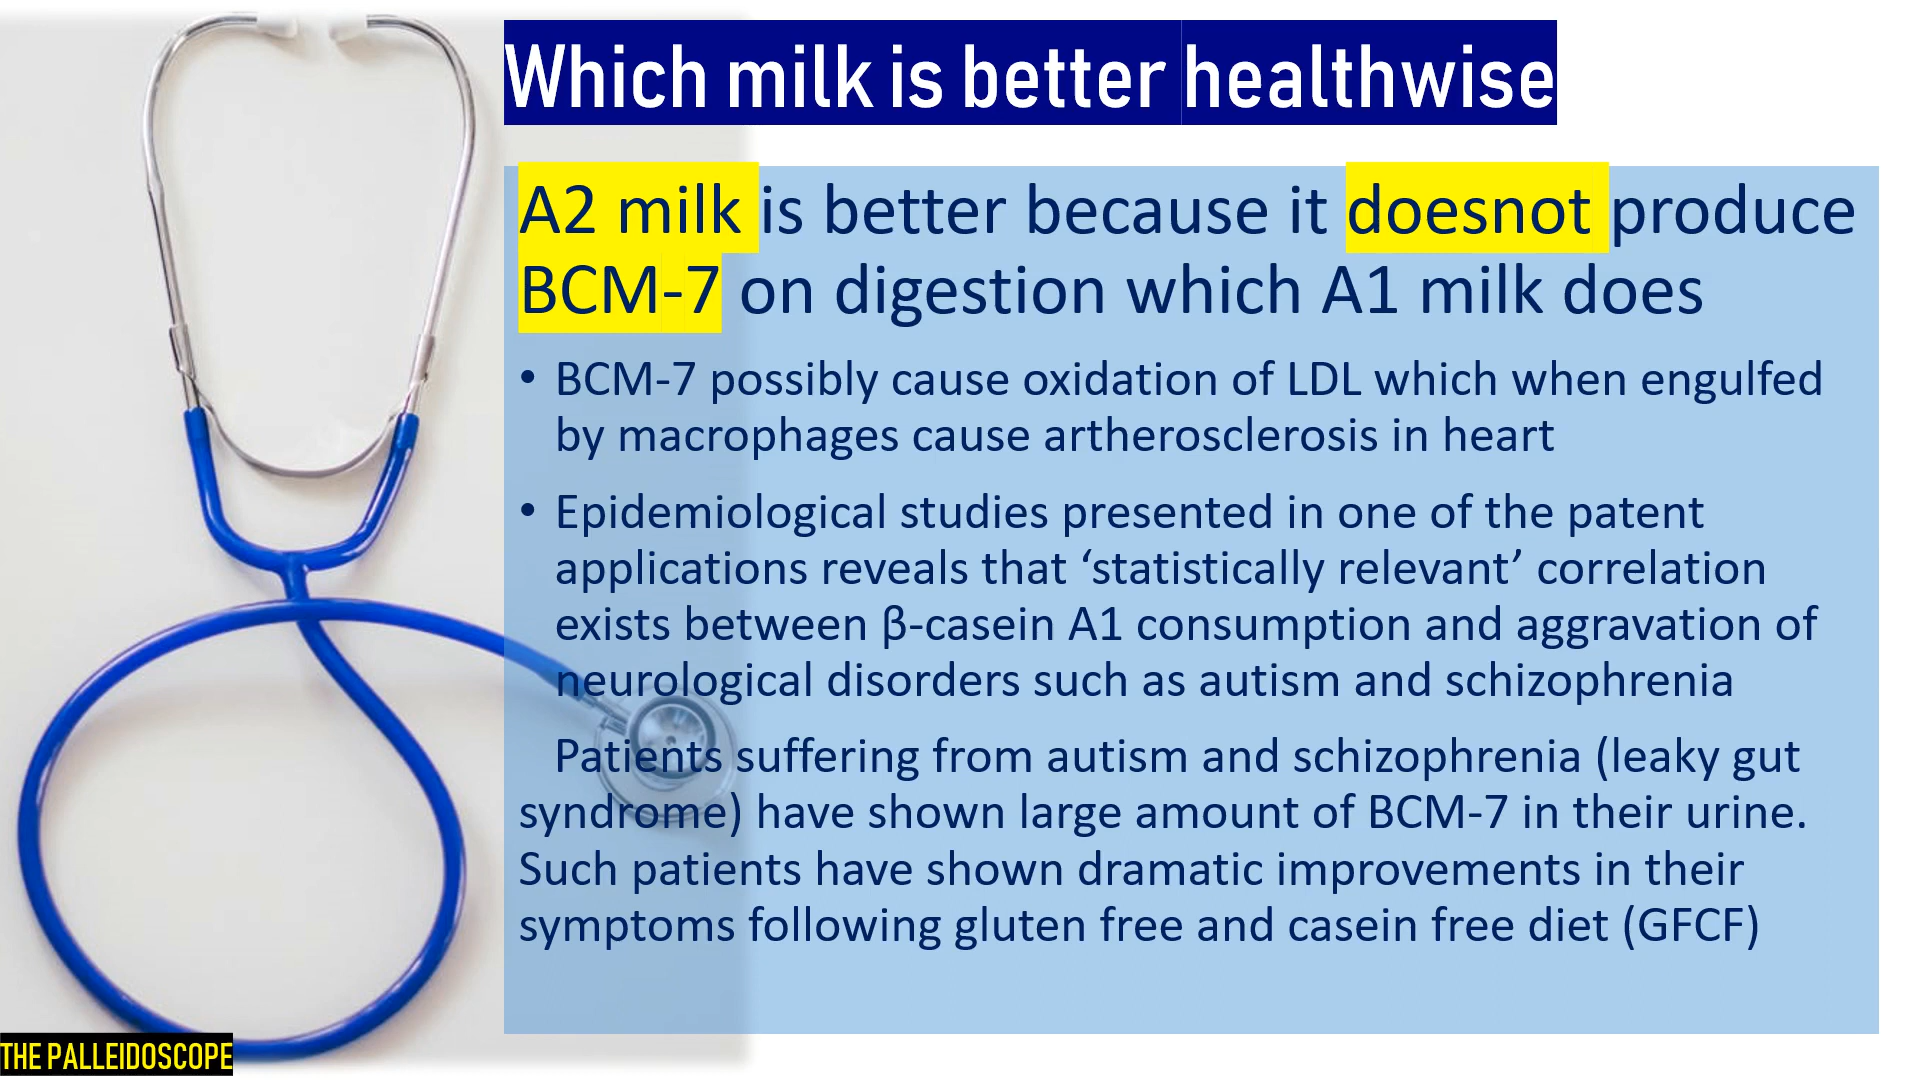 Which milk is better healthwise
A2 milk is better because it doesnot produce
BCM-7 on digestion which A1 milk does
• BCM-7 possibly cause oxidation of LDL which when engulfed
by macrophages cause artherosclerosis in heart
• Epidemiological studies presented in one of the patent
applications reveals that ‘statistically relevant’ correlation
exists between β-casein A1 consumption and aggravation of
neurological disorders such as autism and schizophrenia
Patients suffering from autism and schizophrenia (leaky gut
syndrome) have shown large amount of BCM-7 in their urine.
Such patients have shown dramatic improvements in their
symptoms following gluten free and casein free diet (GFCF)
THE PALLEIDOSCOPE